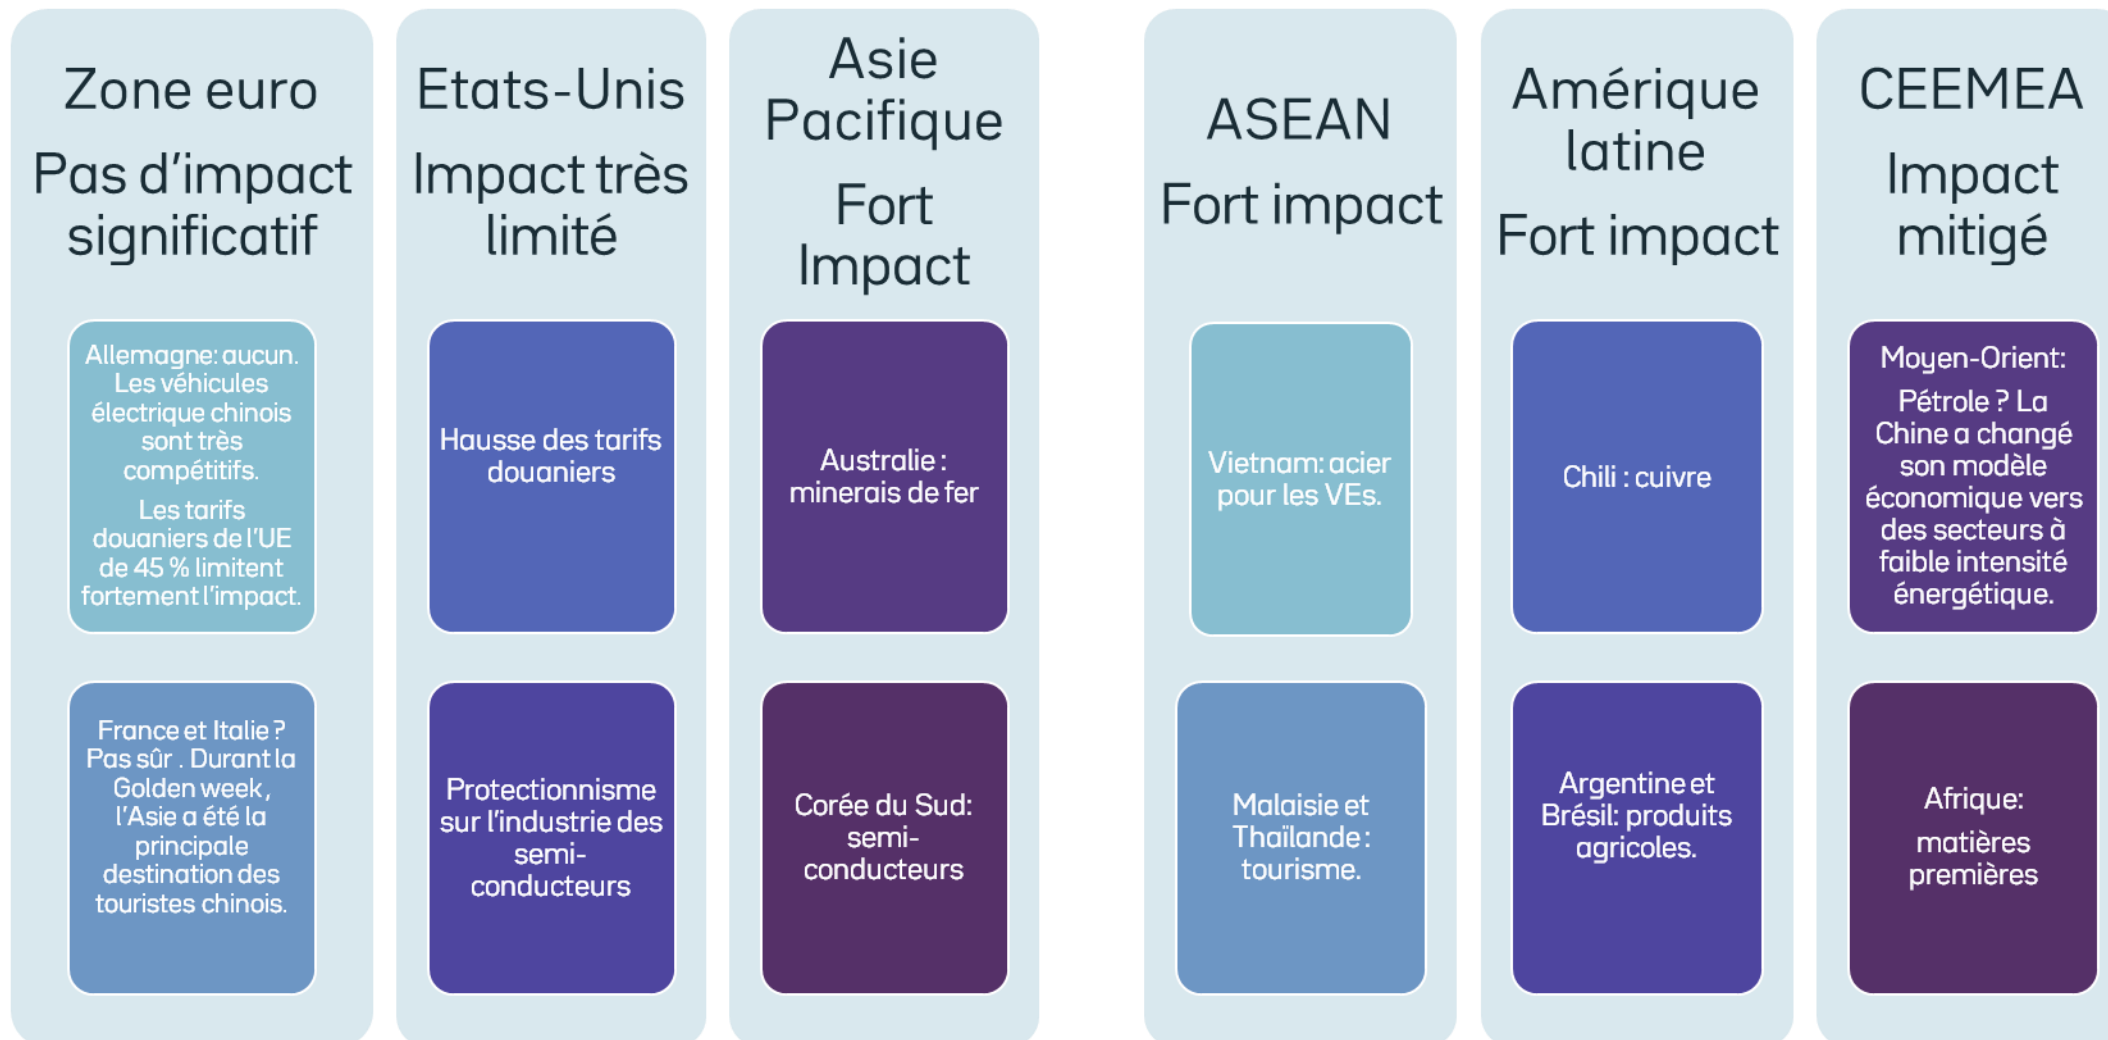 Zone euro
Pas d'impact
significatif
Allemagne: aucun.
Les véhicules
électrique chinois
sont très
compétitifs.
Les tarifs
douaniers de l'UE
de 45 % limitent
fortement l'impact.
France et Italie ?
Pas sûr . Durant la
Golden week,
l'Asie a été la
principale
destination des
touristes chinois.
Etats-Unis
Impact très
limité
Hausse des tarifs
douaniers
Protectionnisme
sur l'industrie des
semi-
conducteurs
Asie
Pacifique
Fort
Impact
Australie :
minerais de fer
Corée du Sud:
semi-
conducteurs
ASEAN
Fort impact
Vietnam: acier
pour les VEs.
Malaisie et
Thaïlande :
tourisme.
Amérique
latine
Fort impact
Chili : cuivre
Argentine et
Brésil: produits
agricoles.
CEEMEA
Impact
mitigé
Moyen-Orient:
Pétrole ? La
Chine a changé
son modèle
économique vers
des secteurs à
faible intensité
énergétique.
Afrique:
matières
premières